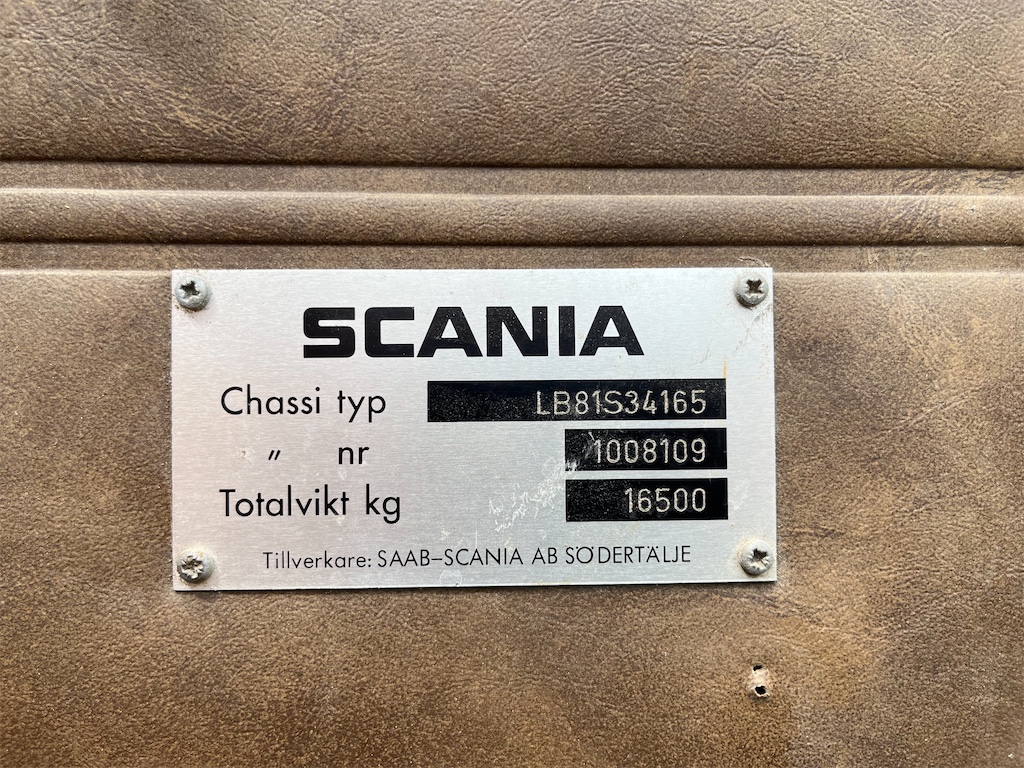 SCANIA
Chassi typ LB81S34165
" nr 1008109
Totalvikt kg 16500
Tillverkare: SAAB-SCANIA AB SÖDERTÄLJE